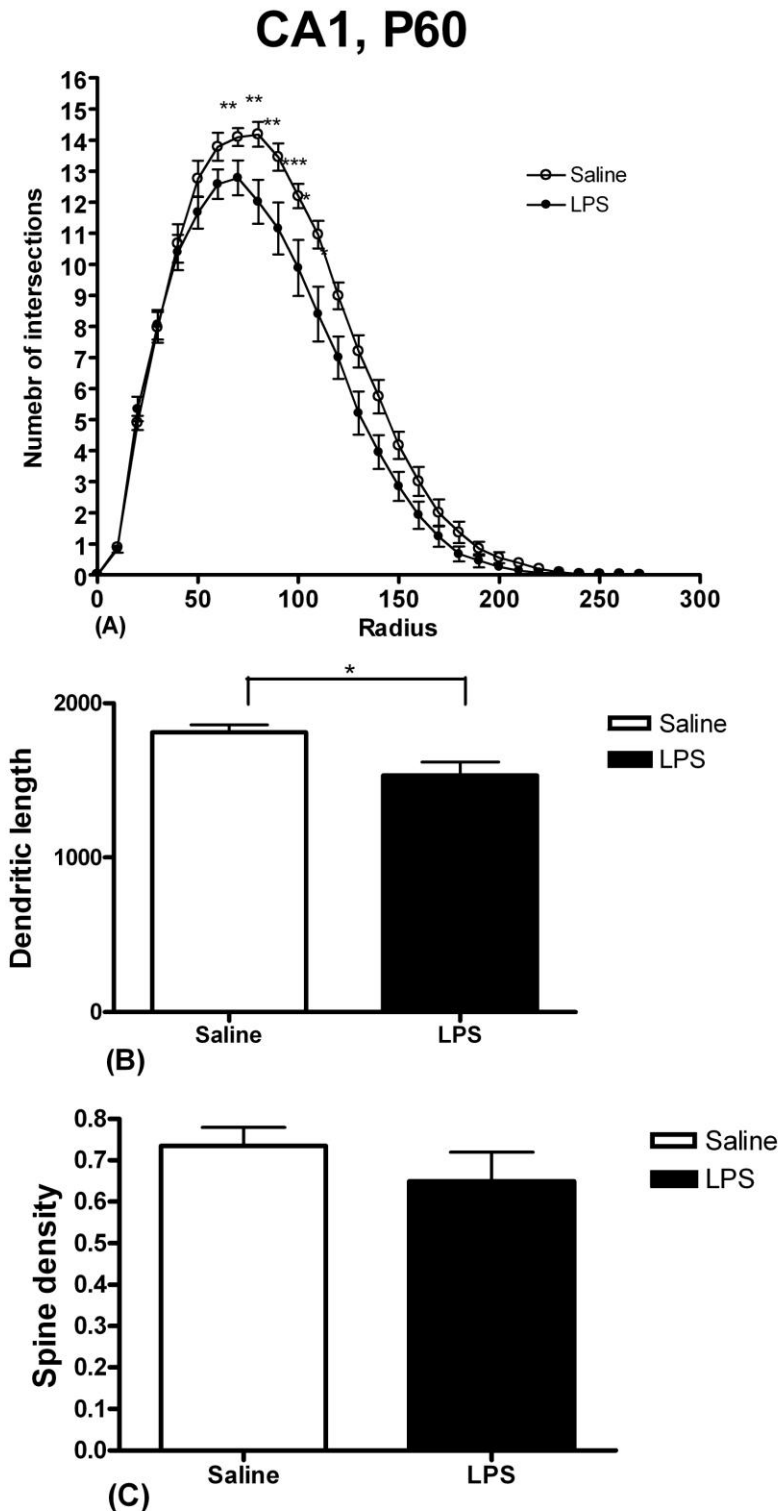 CA1, P60
16
15
14
13
12
11
10
9
8
7
6
5
4
3
2
1
0
Numebr of intersections
** ** **
***
*
*
Saline
LPS
0 50 100 150 200 250 300
(A) Radius
*
2000
1000
0
Dendritic length
Saline
LPS
Saline LPS
(B)
0.8
0.7
0.6
0.5
0.4
0.3
0.2
0.1
0.0
Spine density
Saline
LPS
Saline LPS
(C)